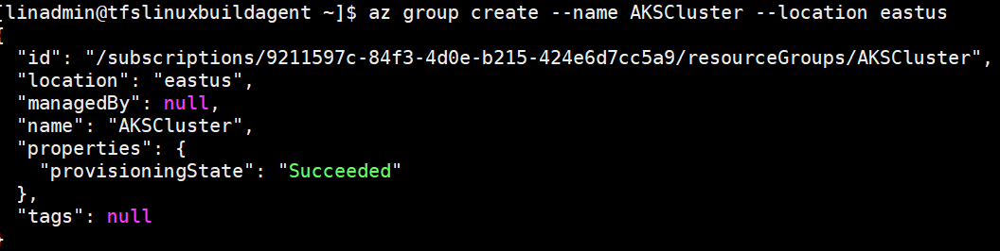 [linadmin@tfslinuxbuildagent ~]$ az group create --name AKSCluster --location eastus
{
  "id": "/subscriptions/9211597c-84f3-4d0e-b215-424e6d7cc5a9/resourceGroups/AKSCluster",
  "location": "eastus",
  "managedBy": null,
  "name": "AKSCluster",
  "properties": {
    "provisioningState": "Succeeded"
  },
  "tags": null
}